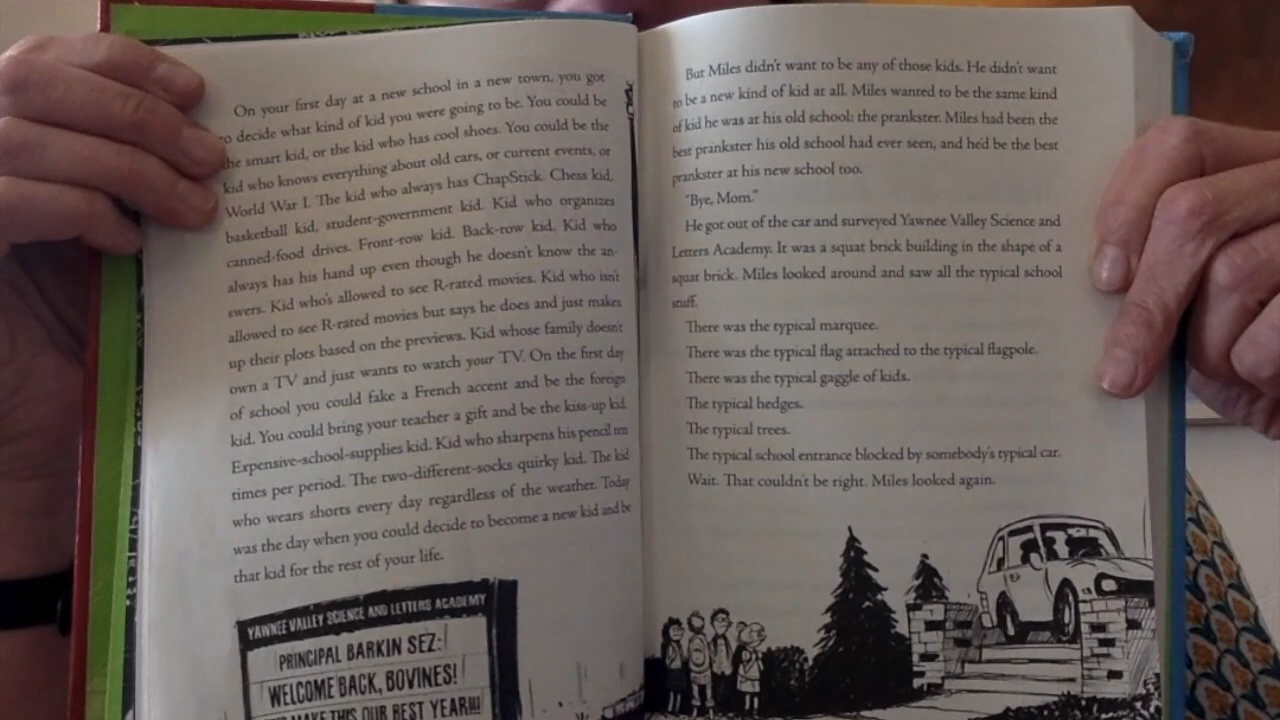 On your first day at a new school in a new town, you got
to decide what kind of kid you were going to be. You could be
the smart kid, or the kid who has cool shoes. You could be the
kid who knows everything about old cars, or current events, or
World War I. The kid who always has ChapStick. Chess kid,
basketball kid, student-government kid. Kid who organizes
canned-food drives. Front-row kid. Back-row kid. Kid who
always has his hand up even though he doesn't know the an-
swers. Kid who's allowed to see R-rated movies. Kid who isn't
allowed to see R-rated movies but says he does and just makes
up their plots based on the previews. Kid whose family doesn't
own a TV and just wants to watch your TV. On the first day
of school you could fake a French accent and be the foreign
kid. You could bring your teacher a gift and be the kiss-up kid.
Expensive-school-supplies kid. Kid who sharpens his pencil ten
times per period. The two-different-socks quirky kid. The kid
who wears shorts every day regardless of the weather. Today
was the day when you could decide to become a new kid and be
that kid for the rest of your life.
YAWNEE VALLEY SCIENCE AND LETTERS ACADEMY
PRINCIPAL BARKIN SEZ:
WELCOME BACK, BOVINES!
MAKE THIS OUR BEST YEAR!!!
But Miles didn't want to be any of those kids. He didn't want
to be a new kind of kid at all. Miles wanted to be the same kind
of kid he was at his old school: the prankster. Miles had been the
best prankster his old school had ever seen, and he'd be the best
prankster at his new school too.
"Bye, Mom."
He got out of the car and surveyed Yawnee Valley Science and
Letters Academy. It was a squat brick building in the shape of a
squat brick. Miles looked around and saw all the typical school
stuff.
There was the typical marquee.
There was the typical flag attached to the typical flagpole.
There was the typical gaggle of kids.
The typical hedges.
The typical trees.
The typical school entrance blocked by somebody's typical car.
Wait. That couldn't be right. Miles looked again.